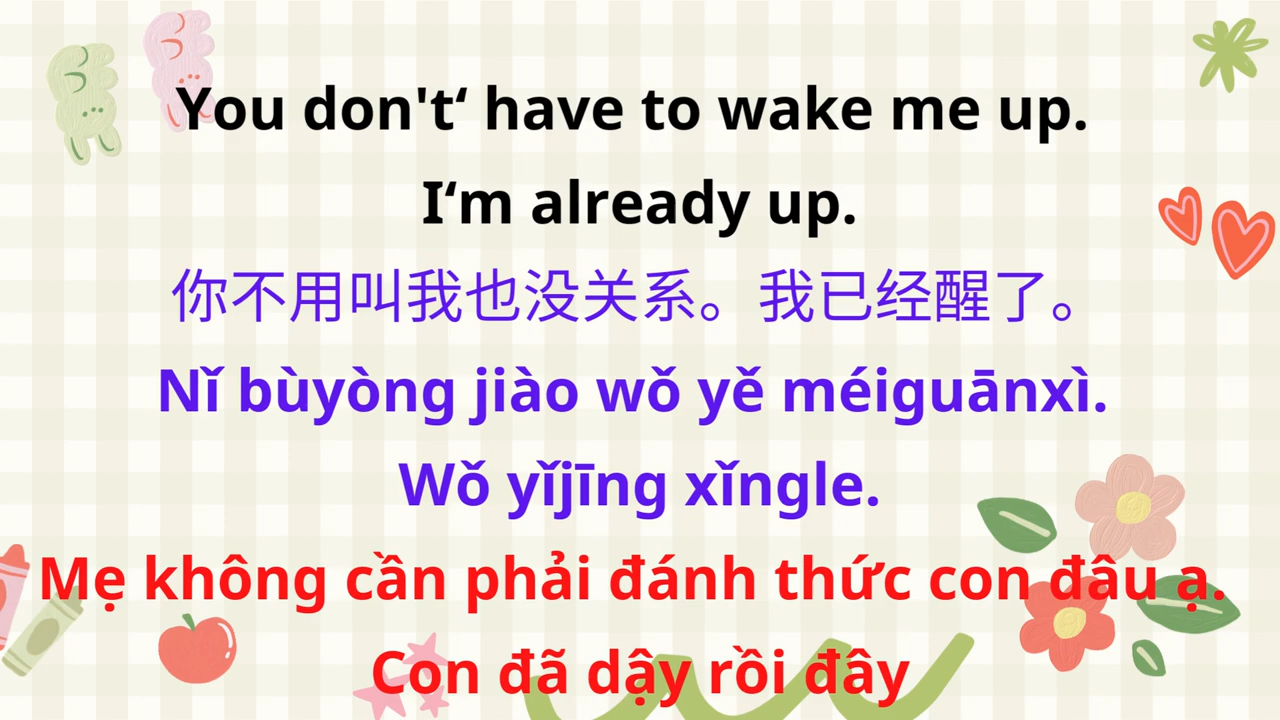 You don't‘ have to wake me up.
I‘m already up.
你不用叫我也没关系。我已经醒了。
Nǐ bùyòng jiào wǒ yě méiguānxì.
Wǒ yǐjīng xǐngle.
Mẹ không cần phải đánh thức con đâu ạ.
Con đã dậy rồi đây